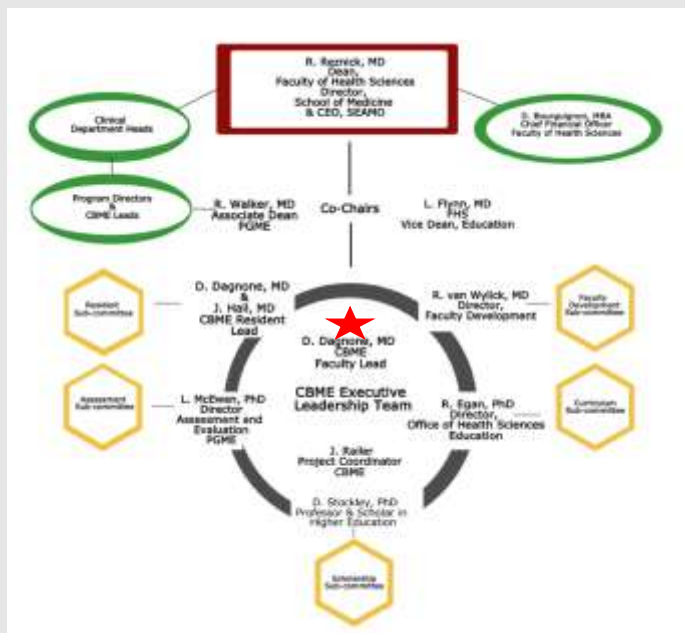 R. Reznick, MD
Dean,
Faculty of Health Sciences
Director,
School of Medicine
& CEO, SEAMO
Clinical
Department Heads
D. Bourguignon, MBA
Chief Financial Officer
Faculty of Health Sciences
Program Directors
&
CBME Leads
R. Walker, MD
Associate Dean
PGME
Co-Chairs
L. Flynn, MD
FHS
Vice Dean, Education
Resident
Sub-committee
D. Dagnone, MD
&
J. Hall, MD
CBME Resident
Lead
R. van Wylick, MD
Director,
Faculty Development
Faculty
Development
Sub-committee
D. Dagnone, MD
CBME
Faculty Lead
Assessment
Sub-committee
L. McEwen, PhD
Director
Assessment and
Evaluation
PGME
CBME Executive
Leadership Team
R. Egan, PhD
Director,
Office of Health Sciences
Education
Curriculum
Sub-committee
J. Railer
Project Coordinator
CBME
D. Stockley, PhD
Professor & Scholar in
Higher Education
Scholarship
Sub-committee